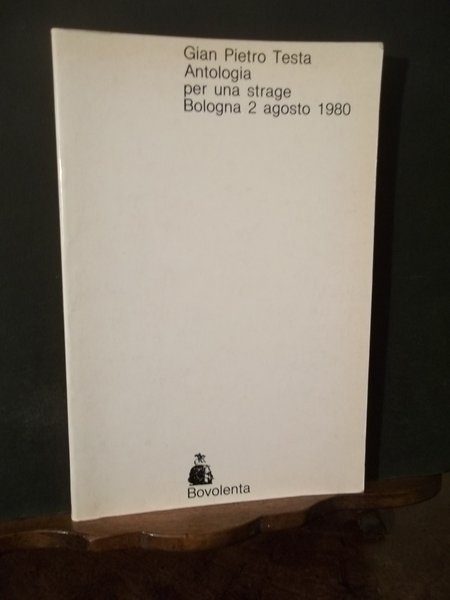 Gian Pietro Testa
Antologia
per una strage
Bologna 2 agosto 1980
Bovolenta